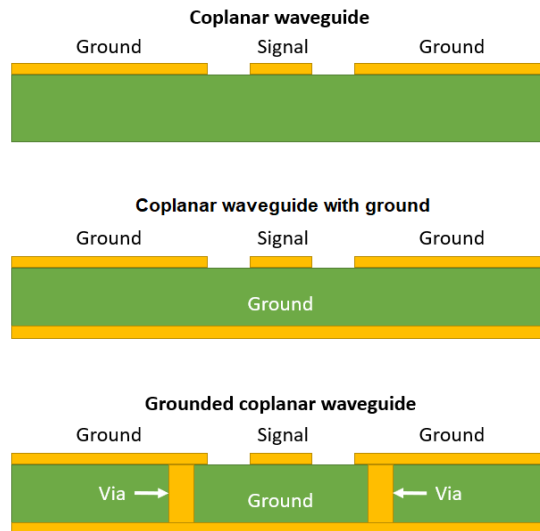 Coplanar waveguide
Ground Signal Ground
Coplanar waveguide with ground
Ground Signal Ground
Ground
Grounded coplanar waveguide
Ground Signal Ground
Via Ground Via